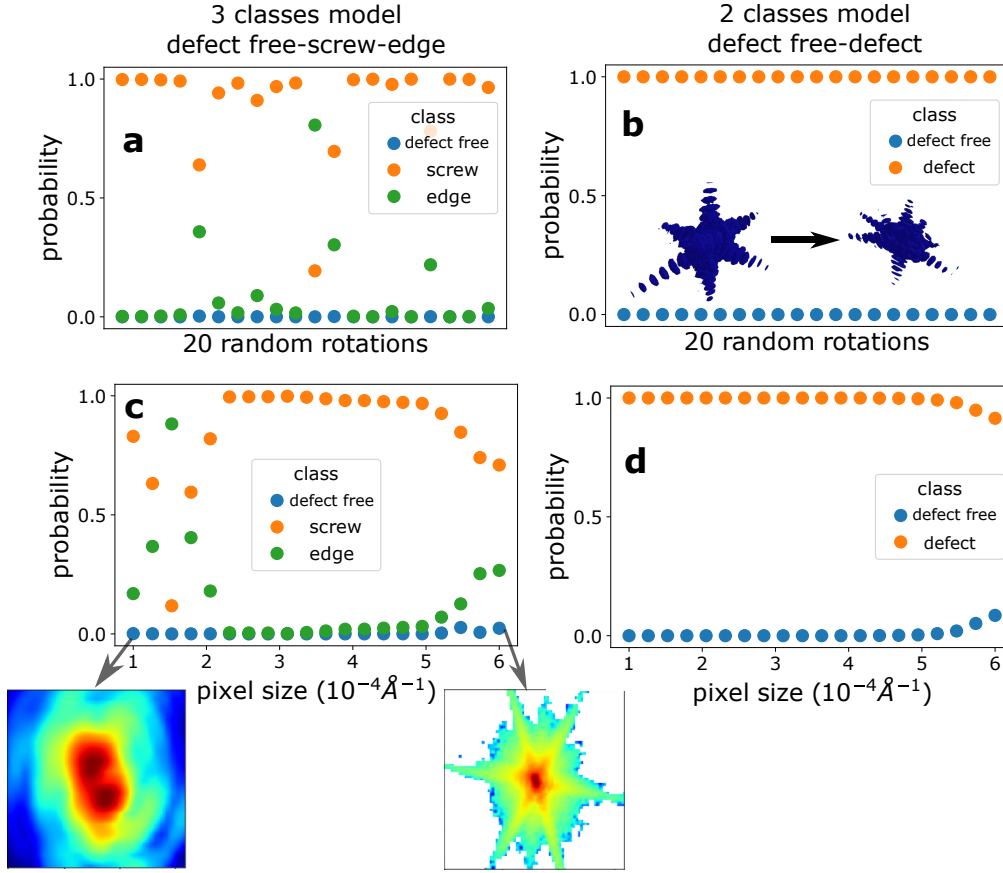 3 classes model
defect free-screw-edge
2 classes model
defect free-defect
a
probability
1.0
0.5
0.0
class
defect free
screw
edge
20 random rotations
b
probability
1.0
0.5
0.0
class
defect free
defect
20 random rotations
c
probability
1.0
0.5
0.0
class
defect free
screw
edge
1 2 3 4 5 6
pixel size (10⁻⁴Å⁻¹)
d
probability
1.0
0.5
0.0
class
defect free
defect
1 2 3 4 5 6
pixel size (10⁻⁴Å⁻¹)